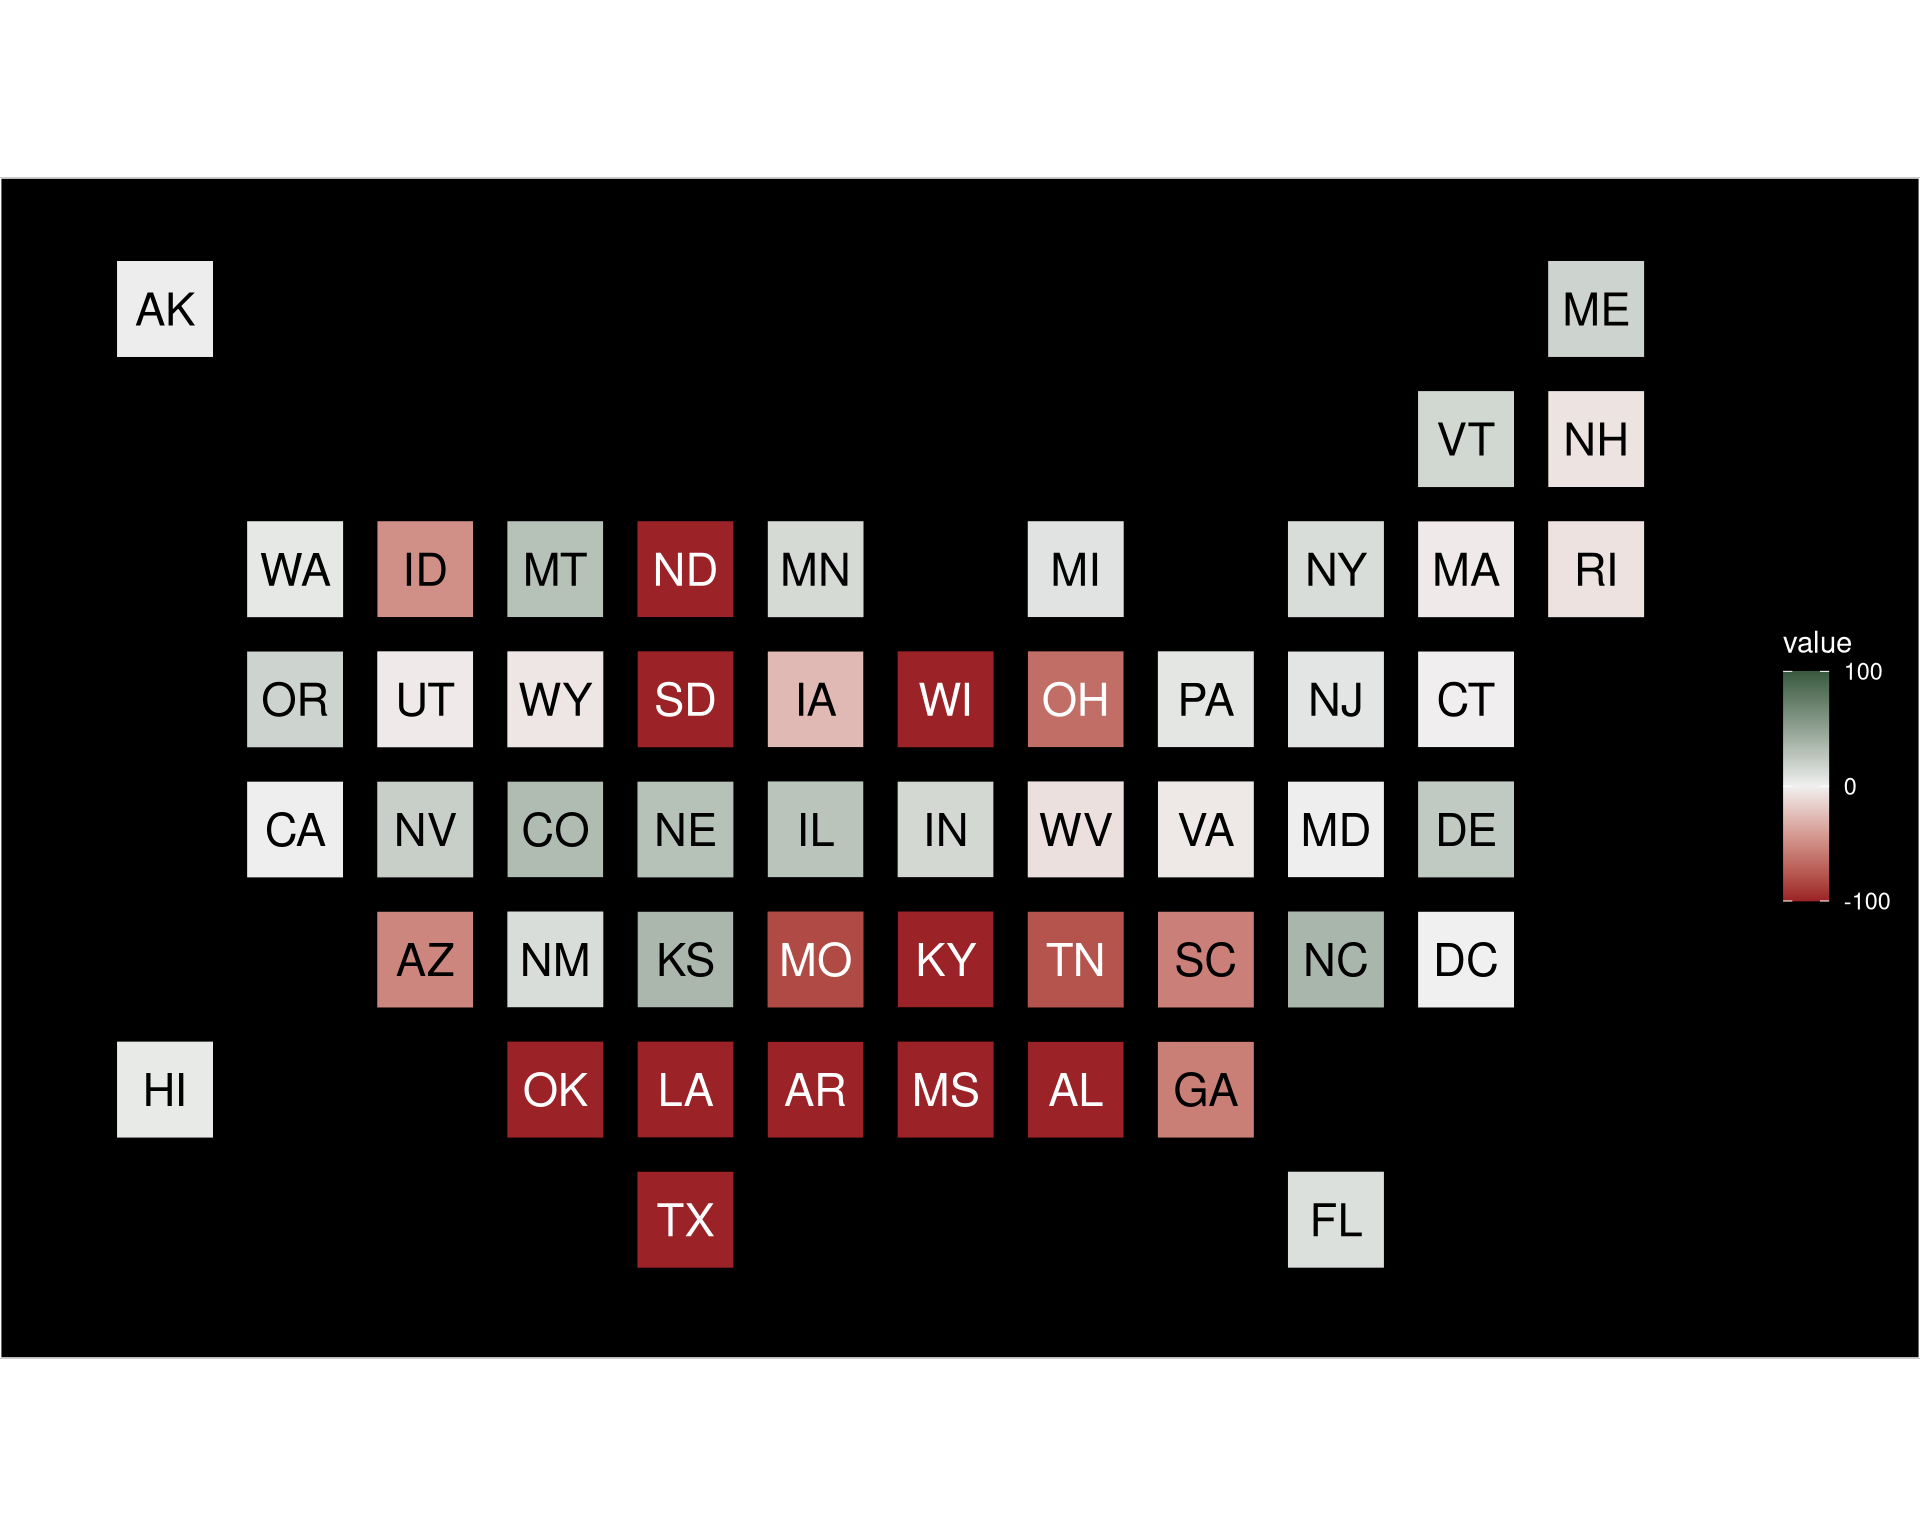 AK ME
VT NH
WA ID MT ND MN MI NY MA RI
OR UT WY SD IA WI OH PA NJ CT
CA NV CO NE IL IN WV VA MD DE
AZ NM KS MO KY TN SC NC DC
HI OK LA AR MS AL GA
TX FL
value
100
0
-100